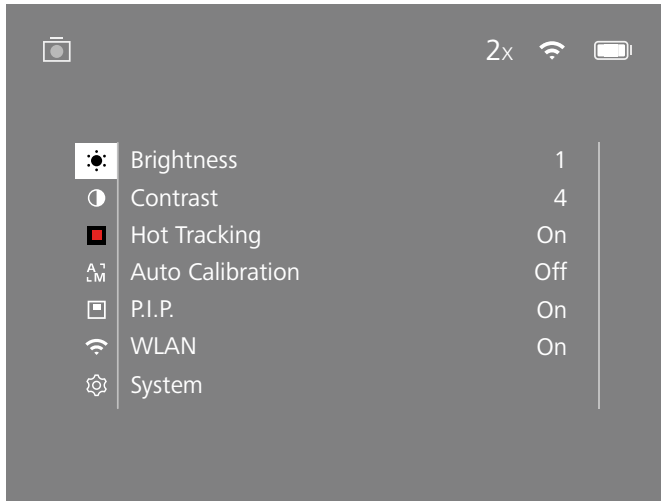 2x
Brightness 1
Contrast 4
Hot Tracking On
A M Auto Calibration Off
P.I.P. On
WLAN On
System